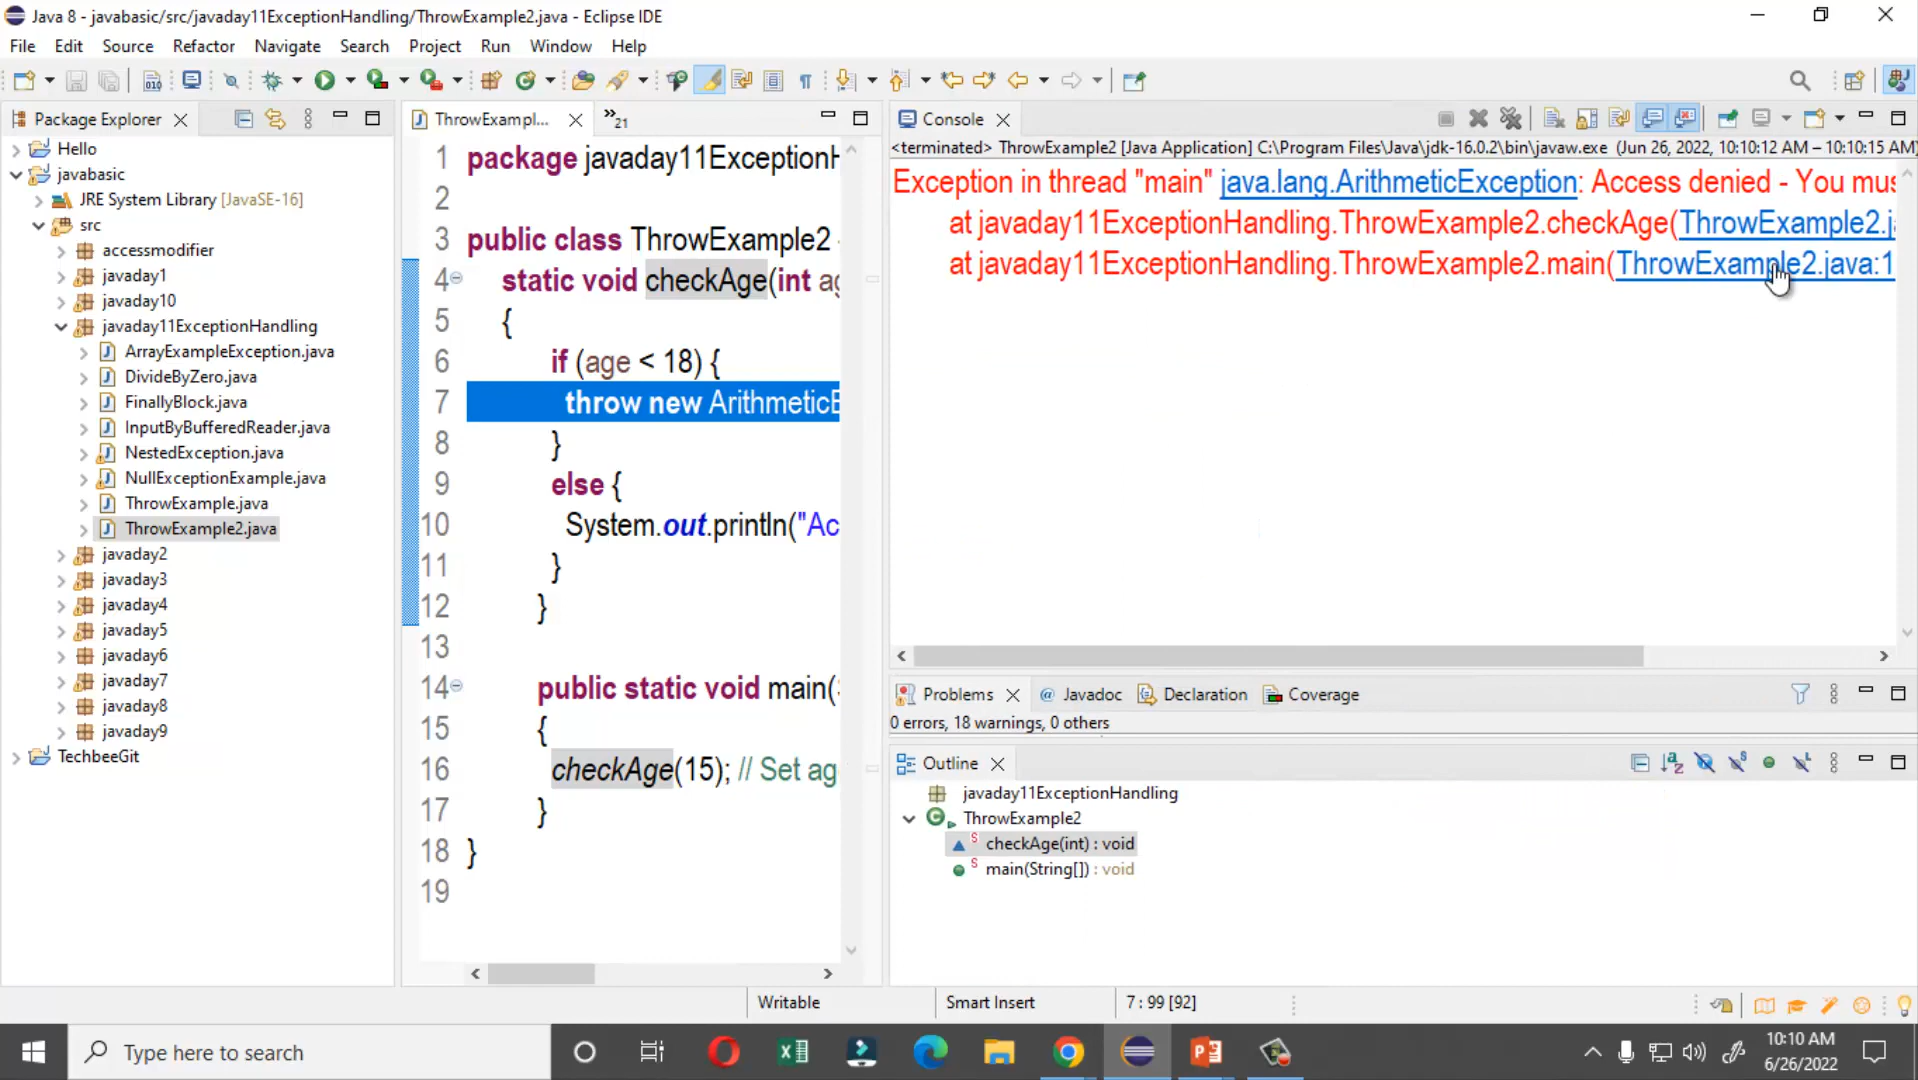 Java 8 - javabasic/src/javaday11ExceptionHandling/ThrowExample2.java - Eclipse IDE
File Edit Source Refactor Navigate Search Project Run Window Help
Package Explorer
Hello
javabasic
JRE System Library [JavaSE-16]
src
accessmodifier
javaday1
javaday10
javaday11ExceptionHandling
ArrayExampleException.java
DivideByZero.java
FinallyBlock.java
InputByBufferedReader.java
NestedException.java
NullExceptionExample.java
ThrowExample.java
ThrowExample2.java
javaday2
javaday3
javaday4
javaday5
javaday6
javaday7
javaday8
javaday9
TechbeeGit
ThrowExampl... »21
1 package javaday11ExceptionH
2
3 public class ThrowExample2
4 static void checkAge(int ag
5 {
6 if (age < 18) {
7 throw new ArithmeticE
8 }
9 else {
10 System.out.println("Ac
11 }
12 }
13
14 public static void main(
15 {
16 checkAge(15); // Set ag
17 }
18 }
19
Console
<terminated> ThrowExample2 [Java Application] C:\Program Files\Java\jdk-16.0.2\bin\javaw.exe (Jun 26, 2022, 10:10:12 AM – 10:10:15 AM)
Exception in thread "main" java.lang.ArithmeticException: Access denied - You mus
at javaday11ExceptionHandling.ThrowExample2.checkAge(ThrowExample2.j
at javaday11ExceptionHandling.ThrowExample2.main(ThrowExample2.java:1
Problems @ Javadoc Declaration Coverage
0 errors, 18 warnings, 0 others
Outline
javaday11ExceptionHandling
ThrowExample2
checkAge(int) : void
main(String[]) : void
Writable Smart Insert 7 : 99 [92]
Type here to search
10:10 AM
6/26/2022